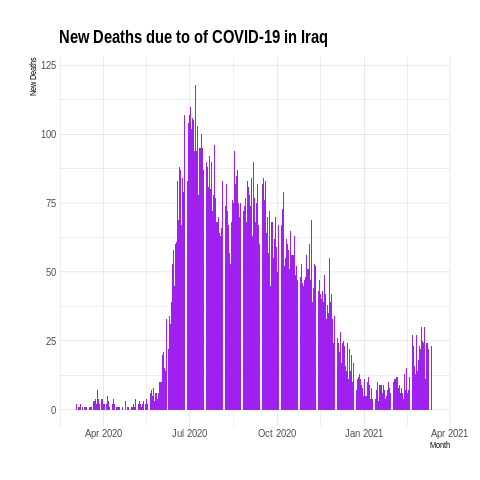 New Deaths due to of COVID-19 in Iraq
New Deaths
125
100
75
50
25
0
Apr 2020
Jul 2020
Oct 2020
Jan 2021
Apr 2021
Month